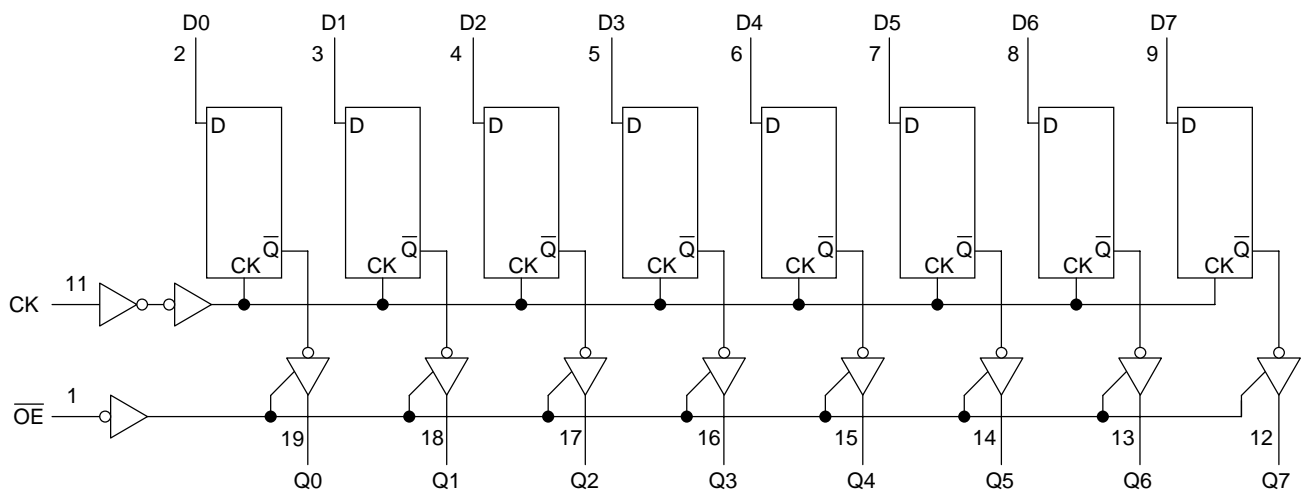 D0 D1 D2 D3 D4 D5 D6 D7
2 3 4 5 6 7 8 9
D D D D D D D D
Q̅ Q̅ Q̅ Q̅ Q̅ Q̅ Q̅ Q̅
CK CK CK CK CK CK CK CK
11
CK
1
O̅E̅
19 18 17 16 15 14 13 12
Q0 Q1 Q2 Q3 Q4 Q5 Q6 Q7